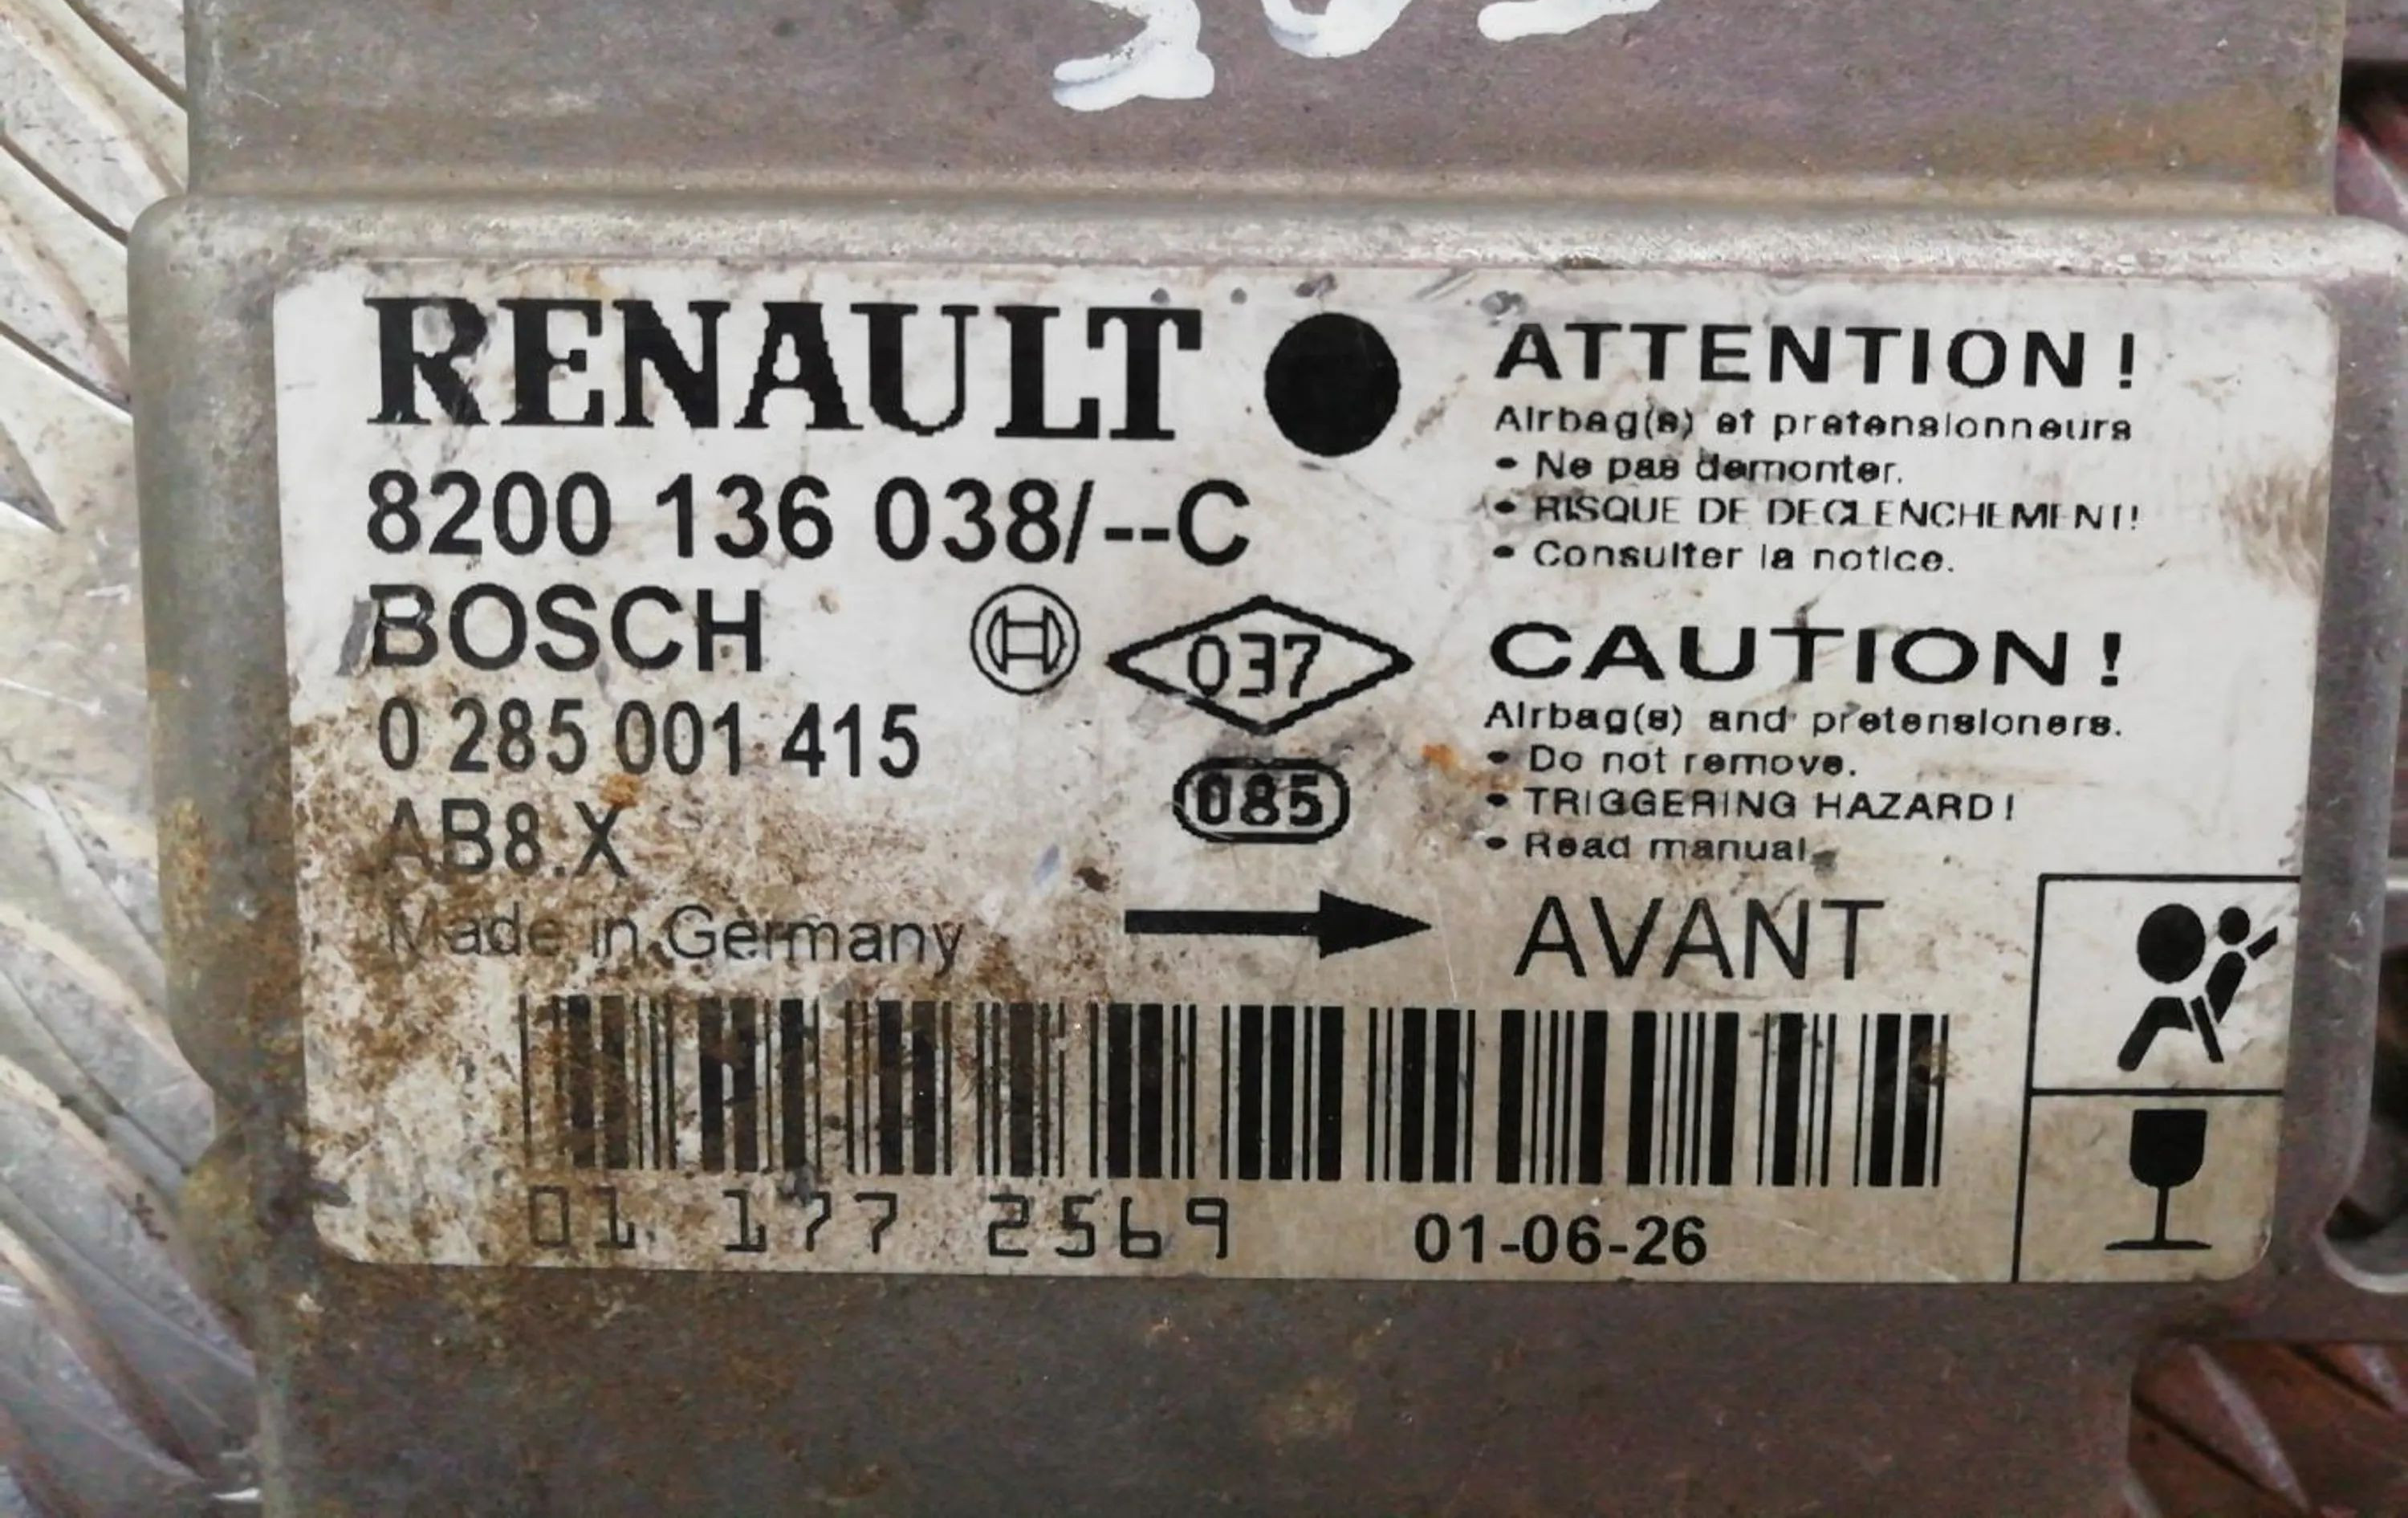 RENAULT
8200 136 038/--C
BOSCH
037
0 285 001 415
085
AB8.X
Made in Germany
ATTENTION !
Airbag(s) et pretensionneurs
• Ne pas demonter.
• RISQUE DE DECLENCHEMENT!
• Consulter la notice.
CAUTION !
Airbag(s) and pretensioners.
• Do not remove.
• TRIGGERING HAZARD!
• Read manual.
AVANT
01 177 2569
01-06-26